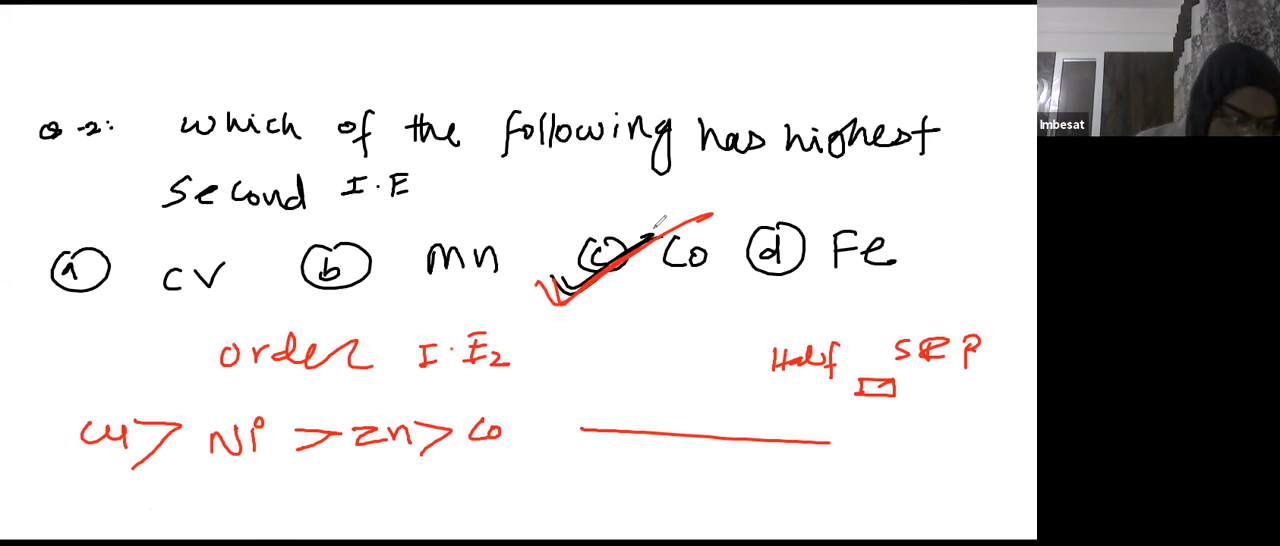 Q-2: which of the following has highest
second I.E
(a) Cr (b) Mn (c) Co (d) Fe
order I.E2
Half SRP
Cu > Ni > Zn > Co
Imbesat